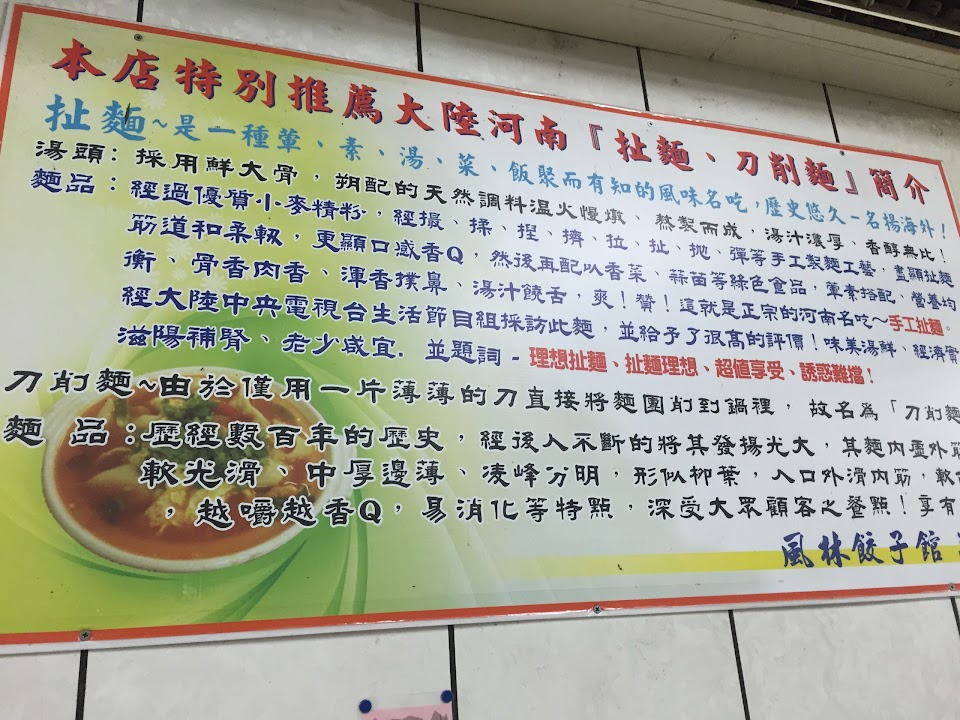 本店特別推薦大陸河南『扯麵、刀削麵』簡介
扯麵~是一種葷、素、湯、菜、飯聚而有知的風味名吃，歷史悠久一名揚海外！
湯頭：採用鮮大骨，朔配的天然調料溫火慢燉、熬製而成，湯汁濃厚、香醇無比！
麵品：經過優質小麥精粉，經撮、揉、捏、擠、拉、扯、拋、彈等手工製麵工藝，盡顯扯麵
筋道和柔軔，更顯口感香Q，然後再配以香菜、蒜苗等綠色食品，葷素搭配、營養均
衡、骨香肉香、渾香撲鼻、湯汁饒舌，爽！贊！這就是正宗的河南名吃~手工扯麵。
經大陸中央電視台生活節目組採訪此麵，並給予了很高的評價！味美湯鮮、經濟實
滋陽補腎、老少咸宜. 並題詞 - 理想扯麵、扯麵理想、超值享受、誘惑難擋！
刀削麵~由於僅用一片薄薄的刀直接將麵團削到鍋裡，故名為「刀削麵
麵品：歷經數百年的歷史，經後人不斷的將其發揚光大，其麵內虛外筋
軟光滑、中厚邊薄、凌峰分明，形似柳葉，入口外滑內筋，軟
，越嚼越香Q，易消化等特點，深受大眾顧客之餐點！享有
風林餃子館